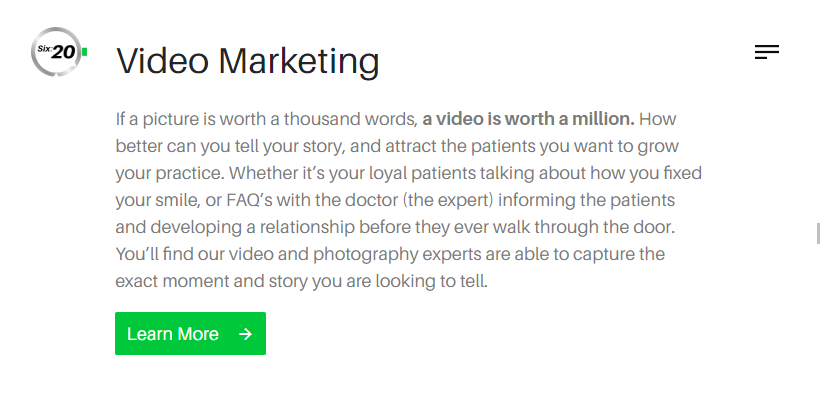 Six:20
Video Marketing
If a picture is worth a thousand words, a video is worth a million. How
better can you tell your story, and attract the patients you want to grow
your practice. Whether it’s your loyal patients talking about how you fixed
your smile, or FAQ’s with the doctor (the expert) informing the patients
and developing a relationship before they ever walk through the door.
You’ll find our video and photography experts are able to capture the
exact moment and story you are looking to tell.
Learn More →